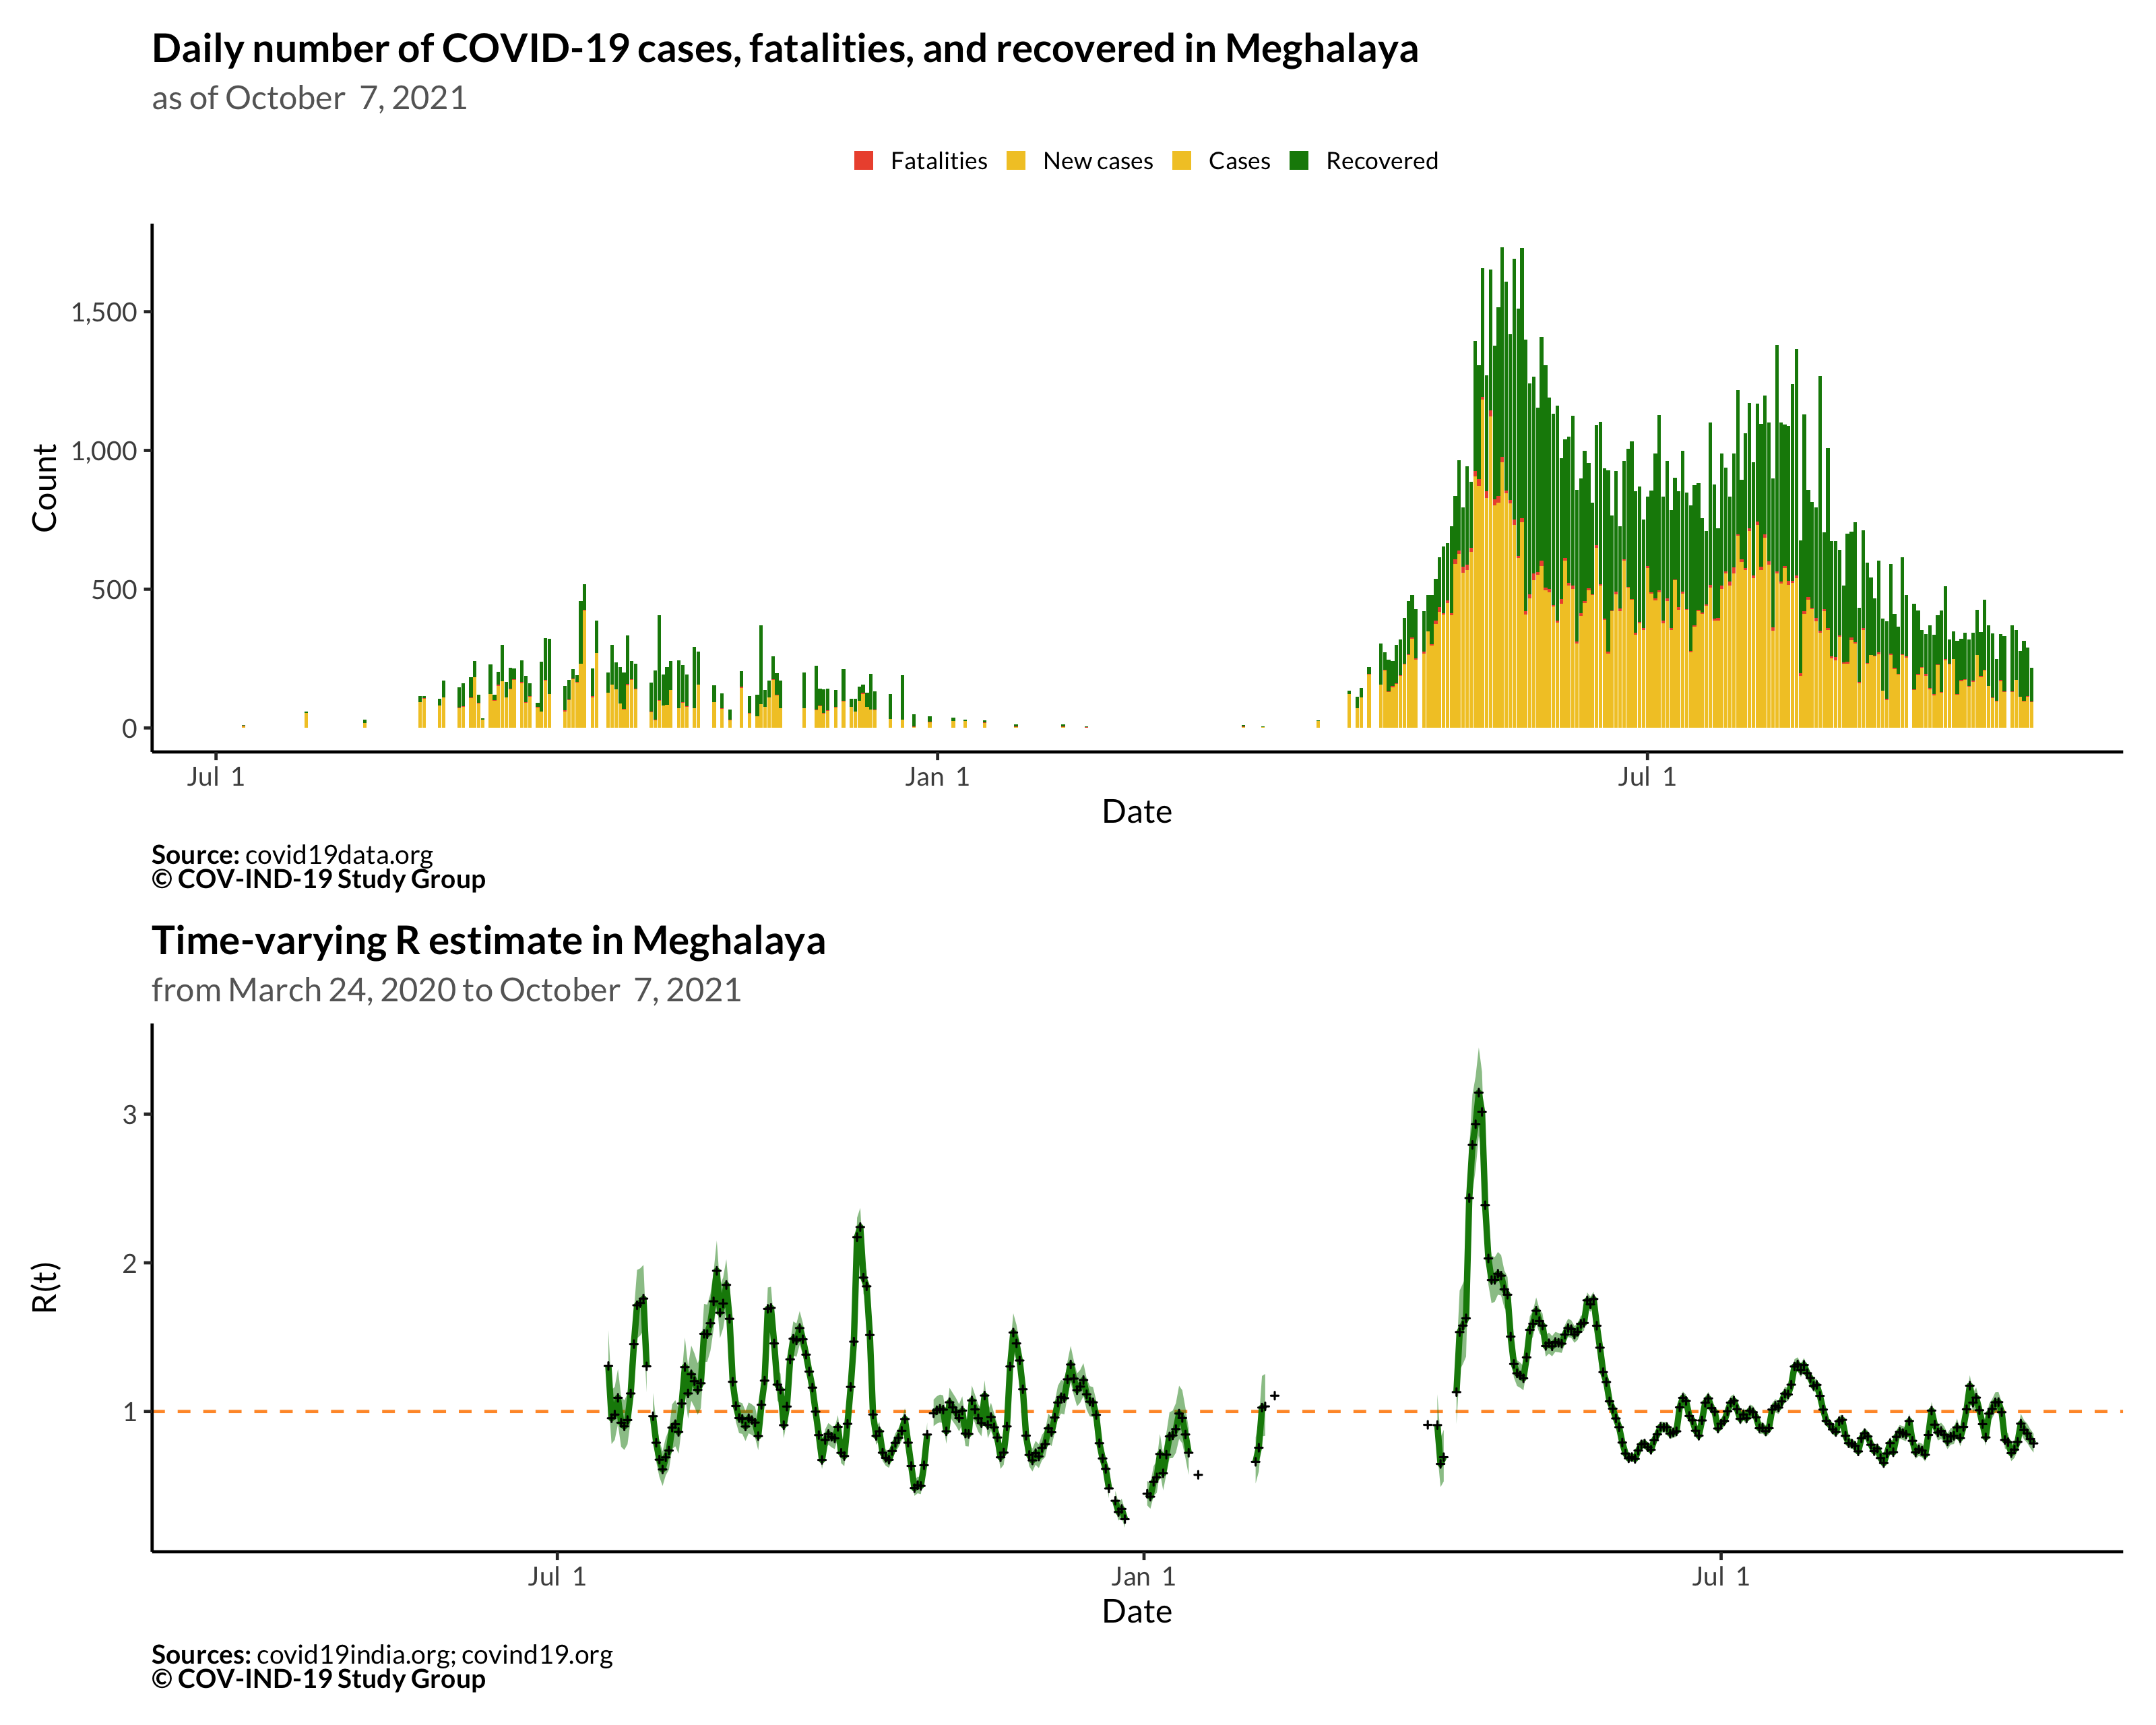 Daily number of COVID-19 cases, fatalities, and recovered in Meghalaya
as of October 7, 2021
Fatalities New cases Cases Recovered
1,500
1,000
500
0
Count
Jul 1 Jan 1 Jul 1
Date
Source: covid19data.org
© COV-IND-19 Study Group
Time-varying R estimate in Meghalaya
from March 24, 2020 to October 7, 2021
3
2
1
R(t)
Jul 1 Jan 1 Jul 1
Date
Sources: covid19india.org; covind19.org
© COV-IND-19 Study Group